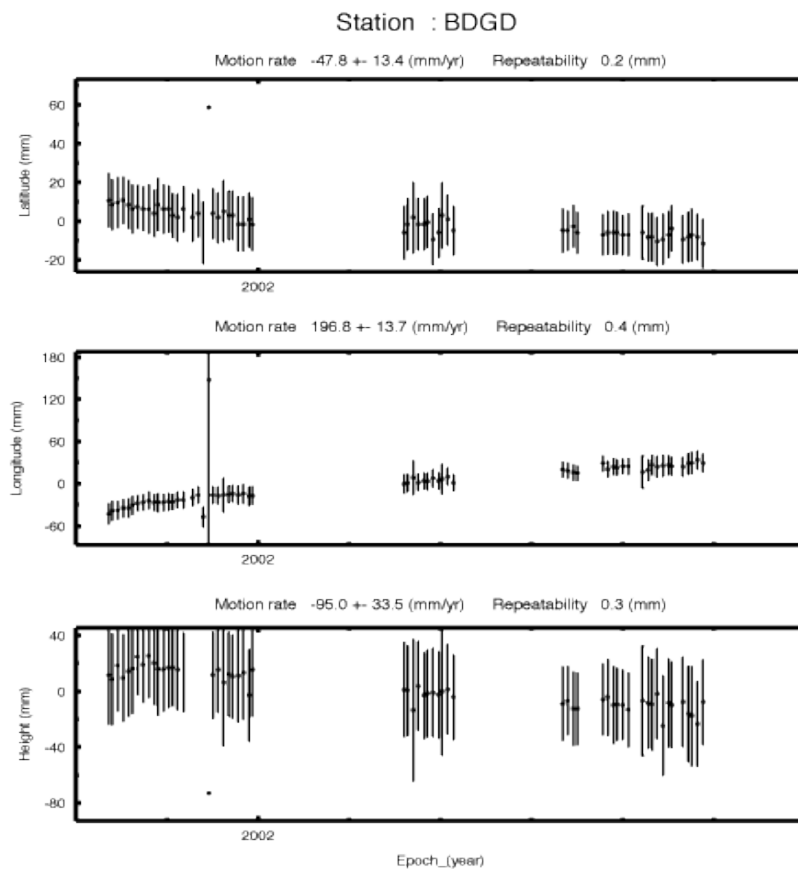 Station : BDGD
Motion rate -47.8 +- 13.4 (mm/yr) Repeatability 0.2 (mm)
60
40
20
0
-20
Latitude (mm)
2002
Motion rate 196.8 +- 13.7 (mm/yr) Repeatability 0.4 (mm)
180
120
60
0
-60
Longitude (mm)
2002
Motion rate -95.0 +- 33.5 (mm/yr) Repeatability 0.3 (mm)
40
0
-40
-80
Height (mm)
2002
Epoch_(year)